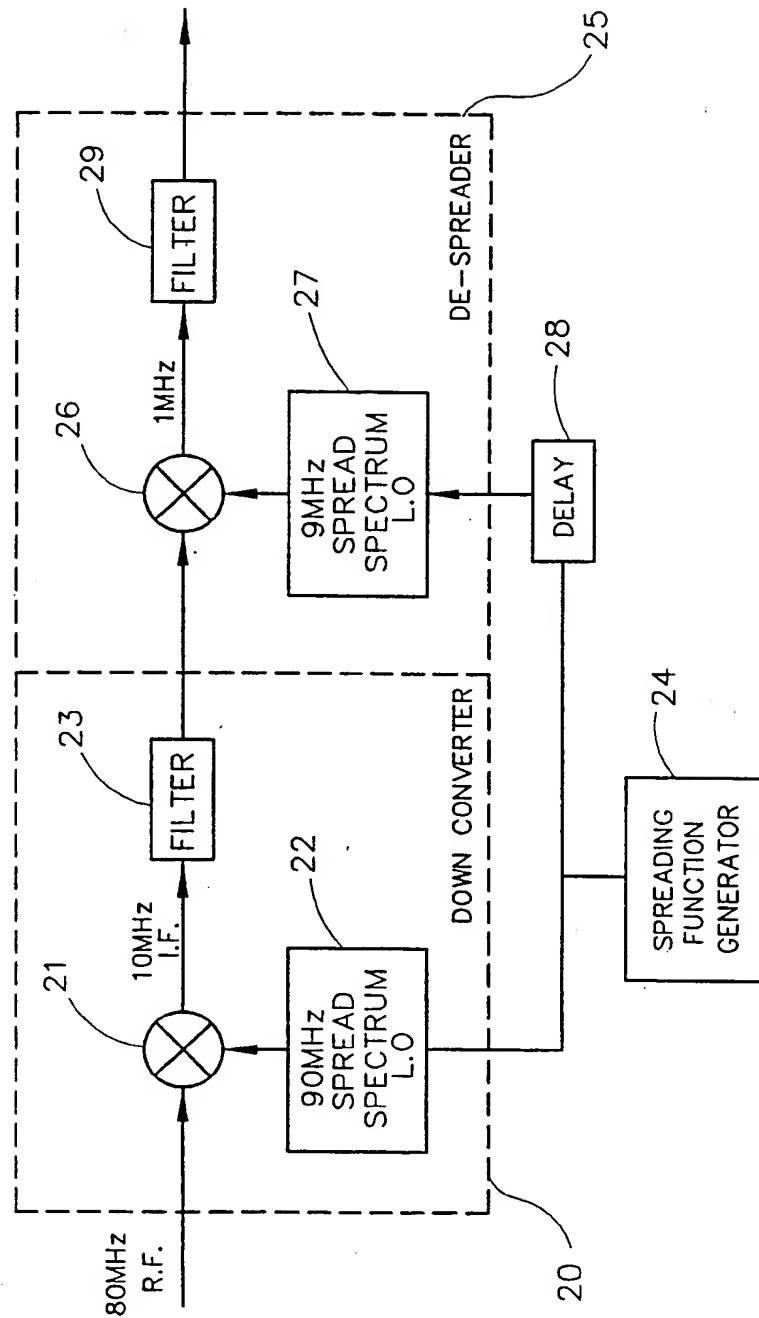 80MHz
R.F.
21
10MHz
I.F.
FILTER
23
90MHz
SPREAD
SPECTRUM
L.O
22
DOWN CONVERTER
20
26
1MHz
FILTER
29
9MHz
SPREAD
SPECTRUM
L.O
27
DE-SPREADER
25
DELAY
28
SPREADING
FUNCTION
GENERATOR
24